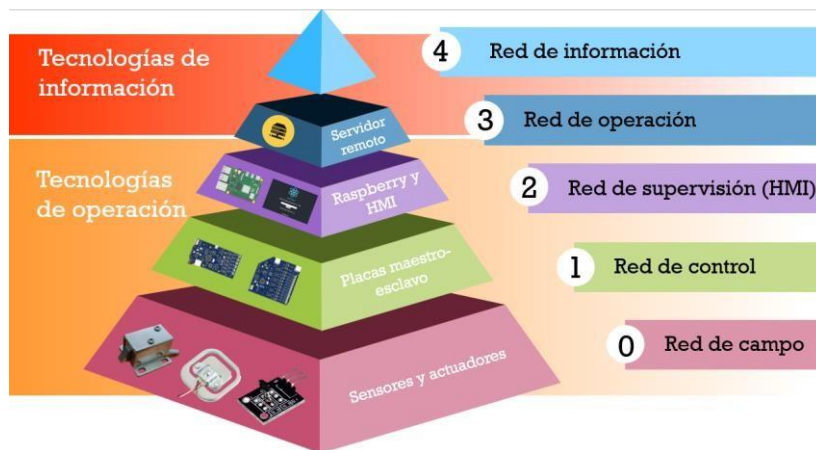 Tecnologías de
información
4
Red de información
Servidor
remoto
3
Red de operación
Tecnologías
de operación
Raspberry y
HMI
2
Red de supervisión (HMI)
Placas maestro-
esclavo
1
Red de control
Sensores y actuadores
0
Red de campo